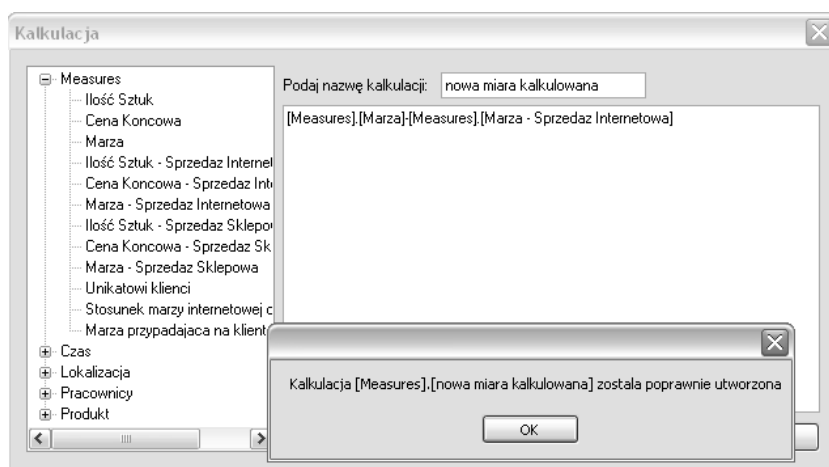 Kalkulacja
Measures
Ilość Sztuk
Cena Koncowa
Marza
Ilość Sztuk - Sprzedaz Internet
Cena Koncowa - Sprzedaz Int
Marza - Sprzedaz Internetowa
Ilość Sztuk - Sprzedaz Sklepo
Cena Koncowa - Sprzedaz Sk
Marza - Sprzedaz Sklepowa
Unikatowi klienci
Stosunek marzy internetowej
Marza przypadajaca na klient
Czas
Lokalizacja
Pracownicy
Produkt
Podaj nazwę kalkulacji: nowa miara kalkulowana
[Measures].[Marza]-[Measures].[Marza - Sprzedaz Internetowa]
Kalkulacja [Measures].[nowa miara kalkulowana] zostala poprawnie utworzona
OK